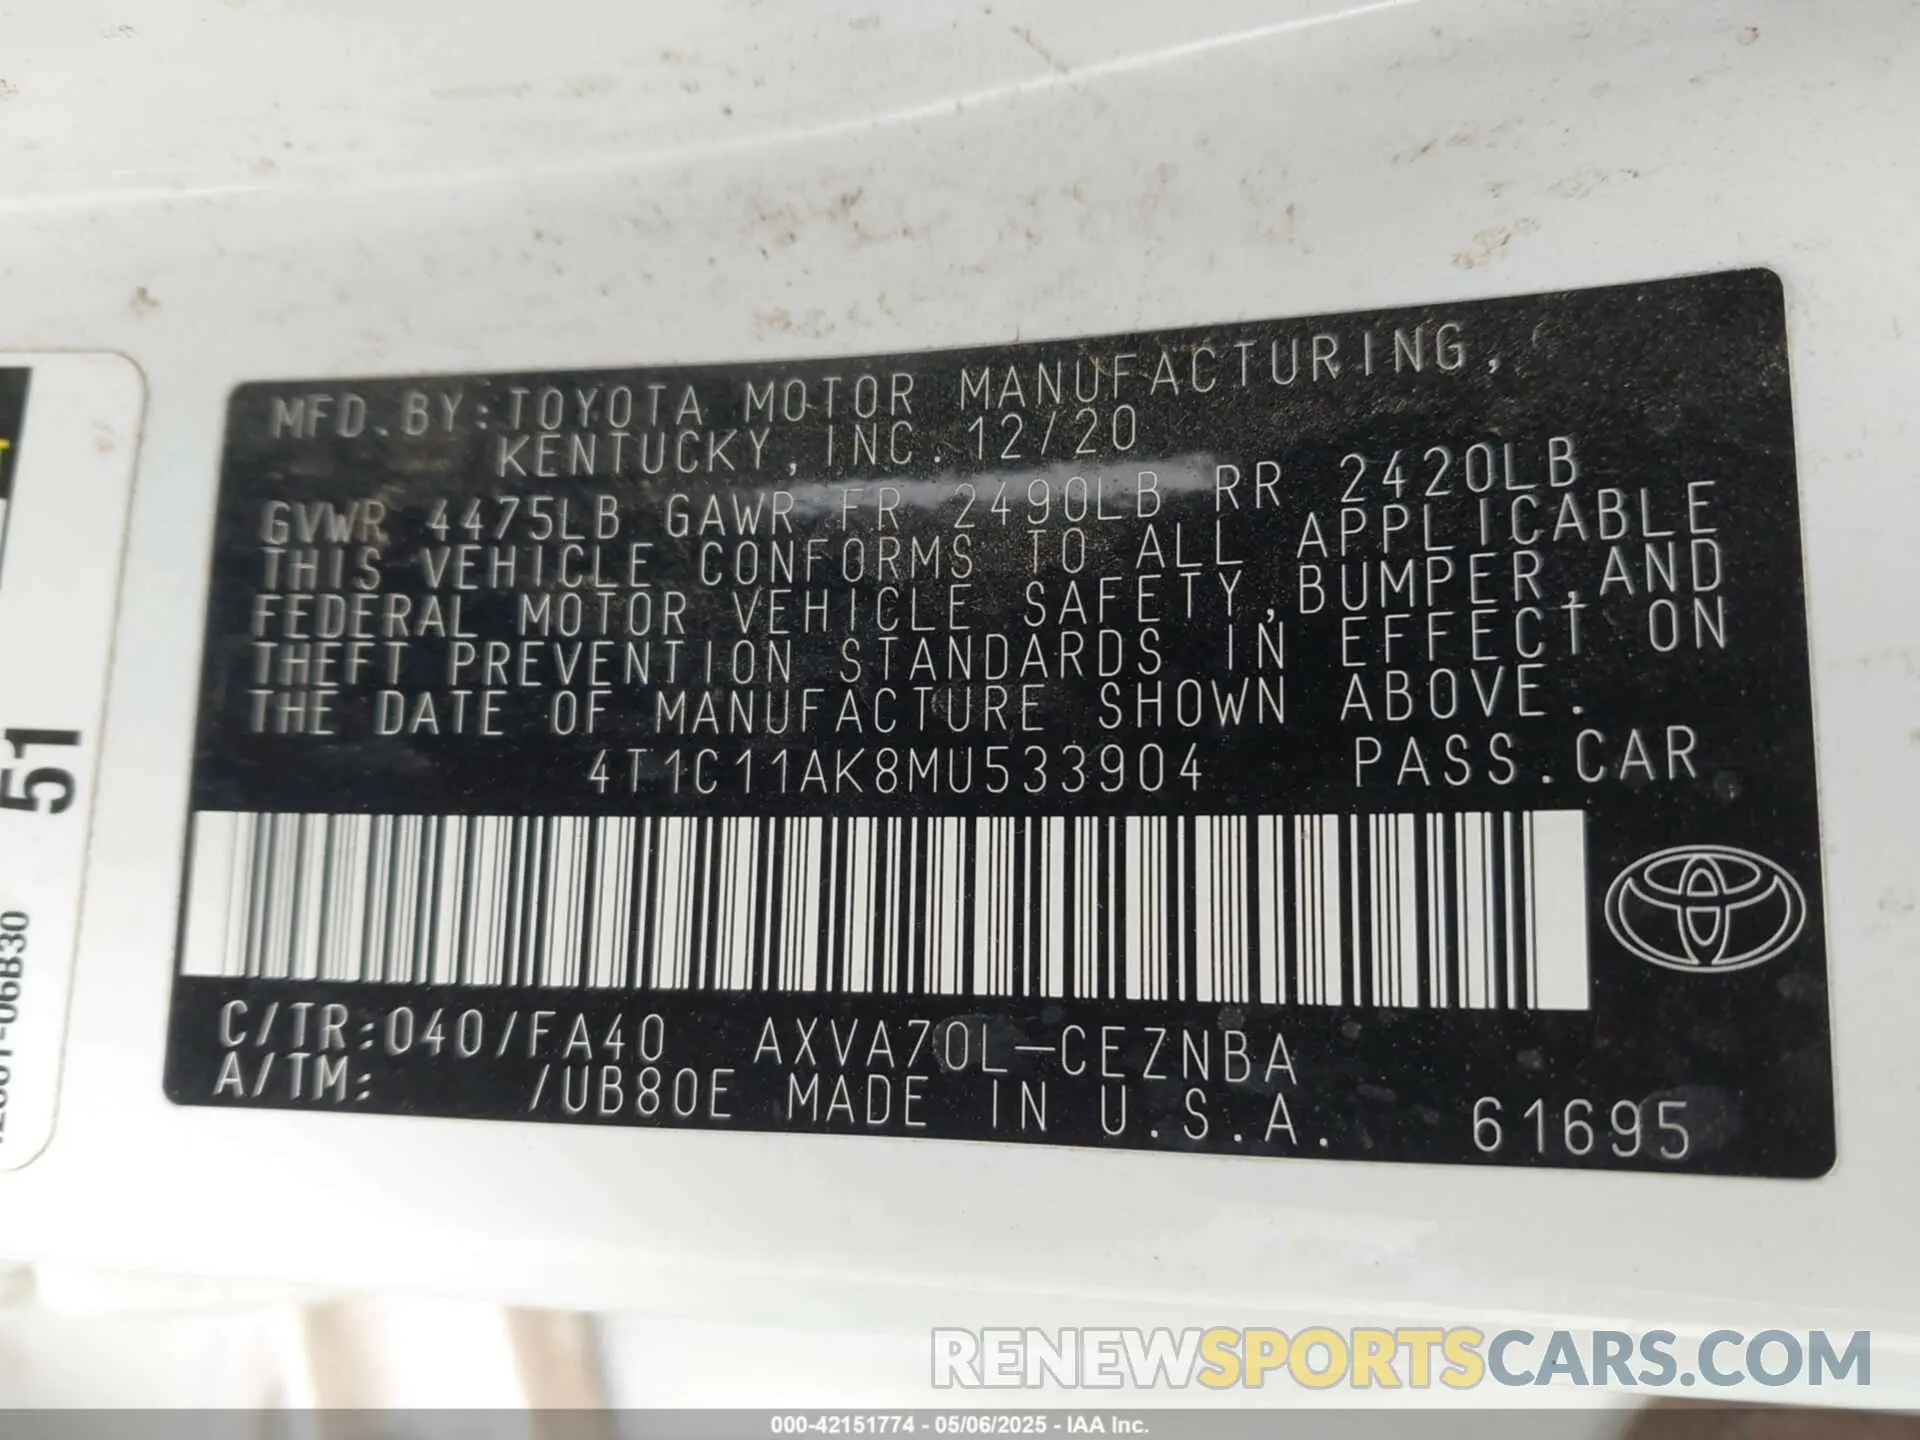 MFD.BY:TOYOTA MOTOR MANUFACTURING,
KENTUCKY,INC. 12/20
GVWR 4475LB GAWR FR 2490LB RR 2420LB
THIS VEHICLE CONFORMS TO ALL APPLICABLE
FEDERAL MOTOR VEHICLE SAFETY,BUMPER,AND
THEFT PREVENTION STANDARDS IN EFFECT ON
THE DATE OF MANUFACTURE SHOWN ABOVE.
4T1C11AK8MU533904 PASS.CAR
C/TR:040/FA40 AXVA70L-CEZNBA
A/TM: /UB80E MADE IN U.S.A. 61695
51
RENEWSPORTSCARS.COM
000-42151774 - 05/06/2025 - IAA Inc.